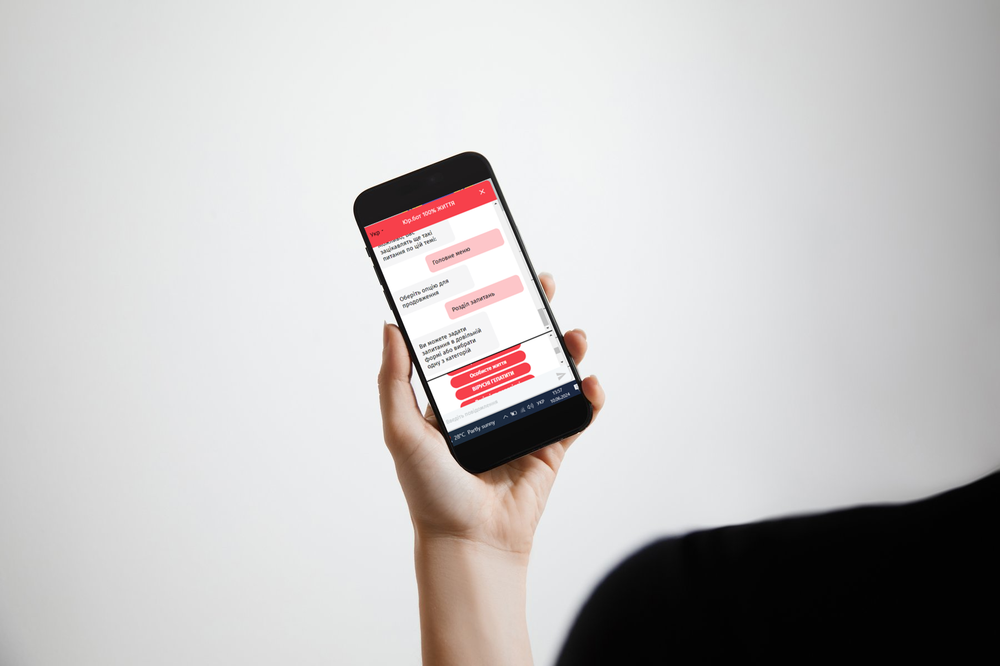 Юр.бот 100% ЖИТТЯ
Укр
Можливо, Вас
зацікавлять ще такі
питання по цій темі:
Головне меню
Оберіть опцію для
продовження
Розділ запитань
Ви можете задати
запитання в довільній
формі або вибрати
одну з категорій
Особисте життя
ВІРУСНІ ГЕПАТИТИ
Введіть повідомлення
28°C Partly sunny
УКР
15:57
10.06.2024